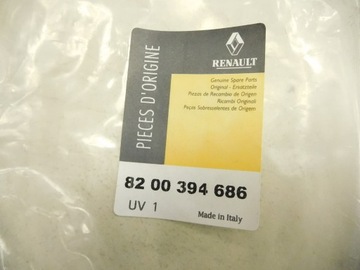 PIECES D'ORIGINE
RENAULT
Genuine Spare Parts
Original - Ersatzteile
Piezas de Recambio de Origen
Ricambi Originali
Peças Sobresselentes de Origem
82 00 394 686
UV 1
Made in Italy